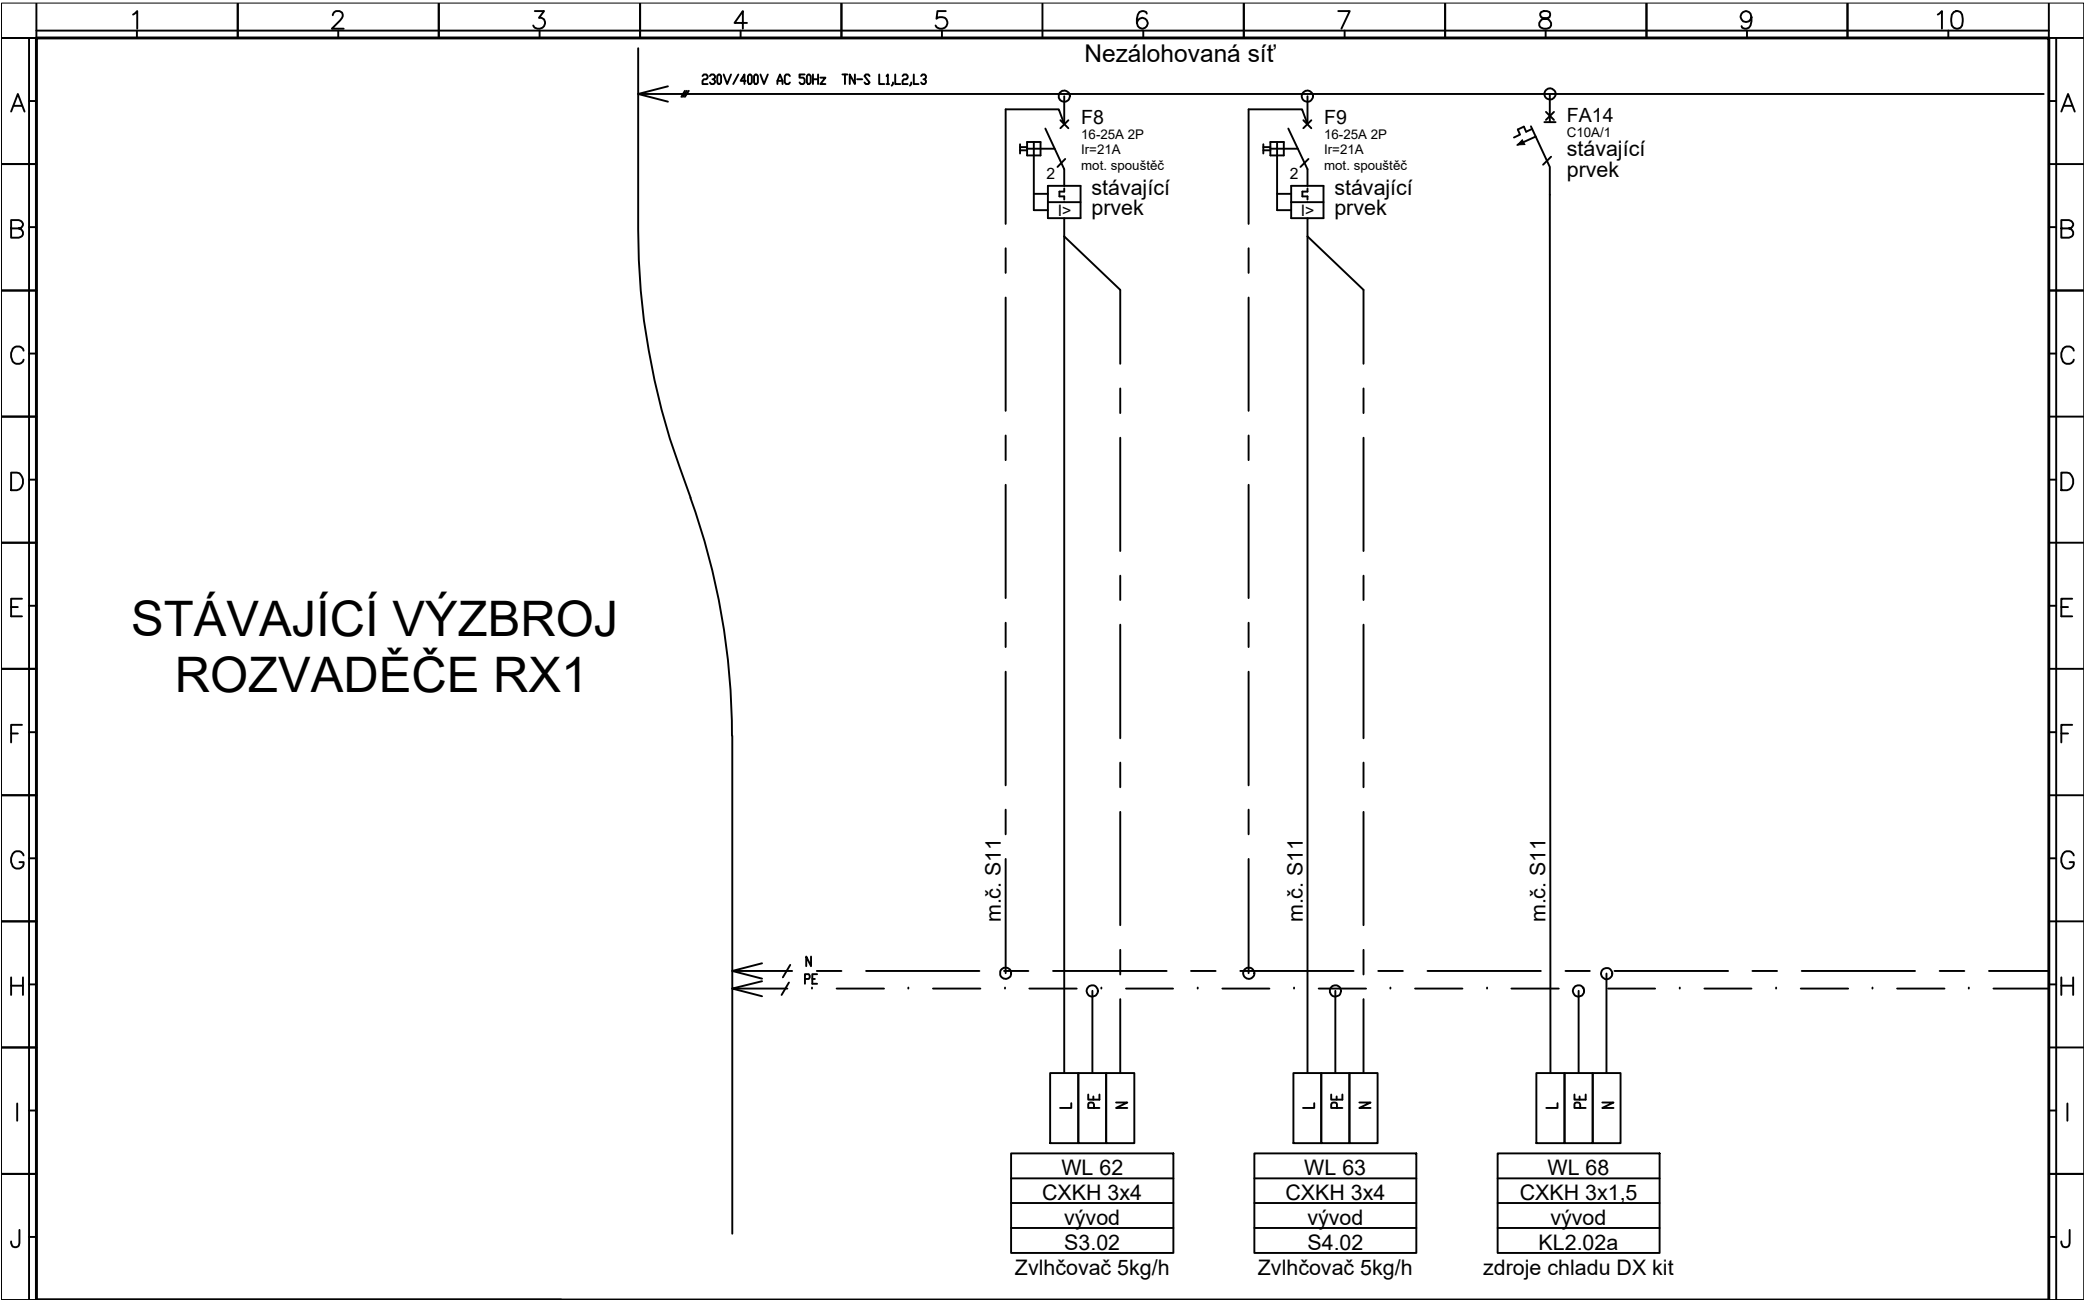 1 2 3 4 5 6 7 8 9 10
Nezálohovaná síť
230V/400V AC 50Hz TN-S L1,L2,L3
A
A
F8
16-25A 2P
Ir=21A
mot. spouštěč
2
stávající
prvek
I>
F9
16-25A 2P
Ir=21A
mot. spouštěč
2
stávající
prvek
I>
FA14
C10A/1
stávající
prvek
B
B
C
C
D
D
E
E
STÁVAJÍCÍ VÝZBROJ
ROZVADĚČE RX1
F
F
G
G
m.č. S11
m.č. S11
m.č. S11
H
H
N
PE
I
I
L PE N
L PE N
L PE N
J
J
WL 62
CXKH 3x4
vývod
S3.02
Zvlhčovač 5kg/h
WL 63
CXKH 3x4
vývod
S4.02
Zvlhčovač 5kg/h
WL 68
CXKH 3x1,5
vývod
KL2.02a
zdroje chladu DX kit